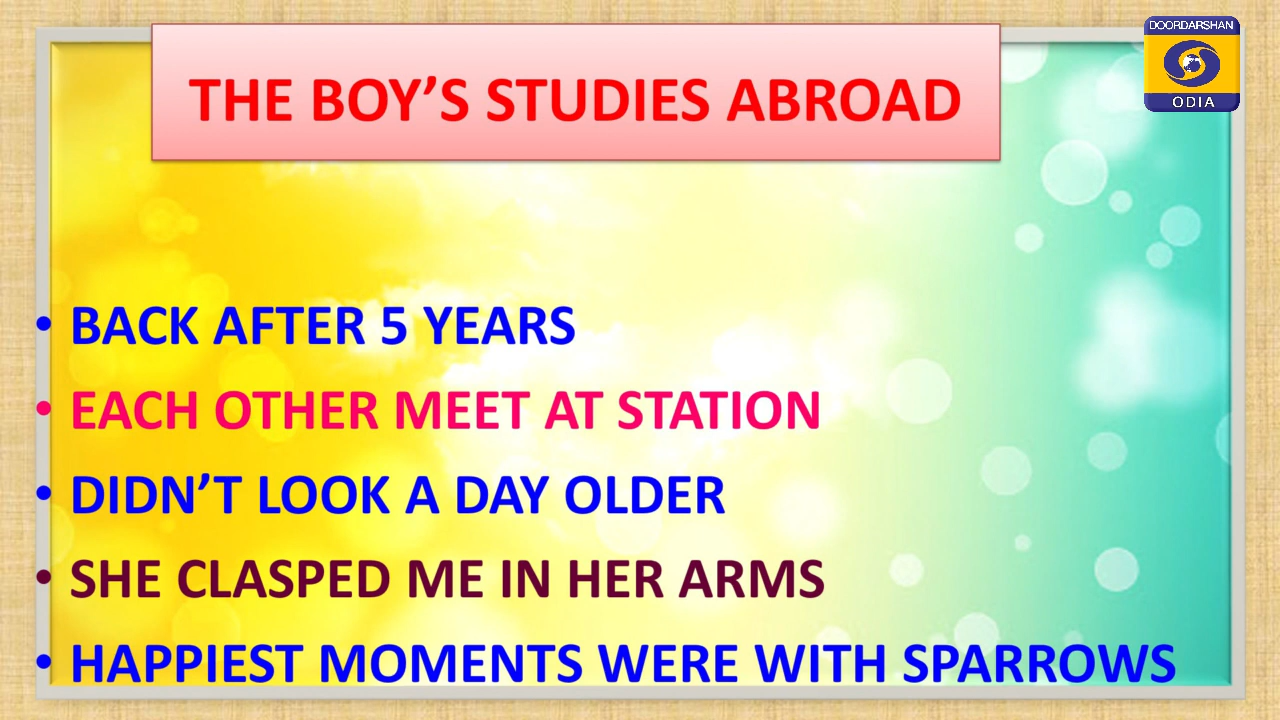 DOORDARSHAN
ODIA
THE BOY’S STUDIES ABROAD
• BACK AFTER 5 YEARS
• EACH OTHER MEET AT STATION
• DIDN’T LOOK A DAY OLDER
• SHE CLASPED ME IN HER ARMS
• HAPPIEST MOMENTS WERE WITH SPARROWS